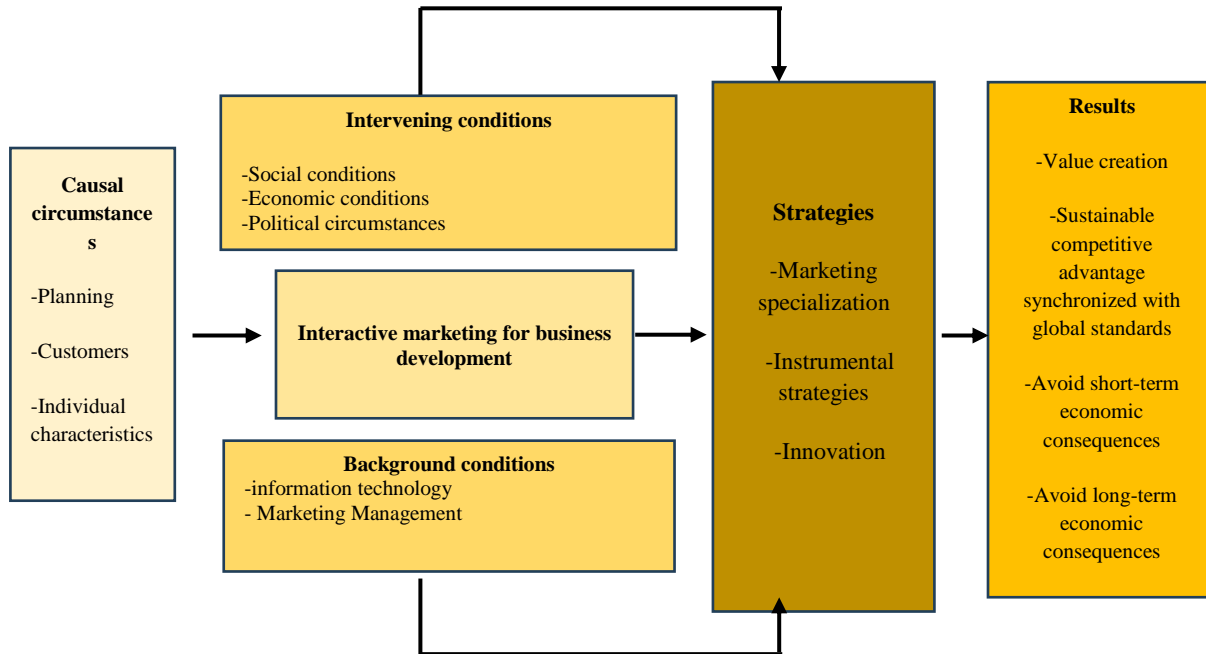 Causal
circumstance
s
-Planning
-Customers
-Individual
characteristics
Intervening conditions
-Social conditions
-Economic conditions
-Political circumstances
Interactive marketing for business
development
Background conditions
-information technology
- Marketing Management
Strategies
-Marketing
specialization
-Instrumental
strategies
-Innovation
Results
-Value creation
-Sustainable
competitive
advantage
synchronized with
global standards
-Avoid short-term
economic
consequences
-Avoid long-term
economic
consequences